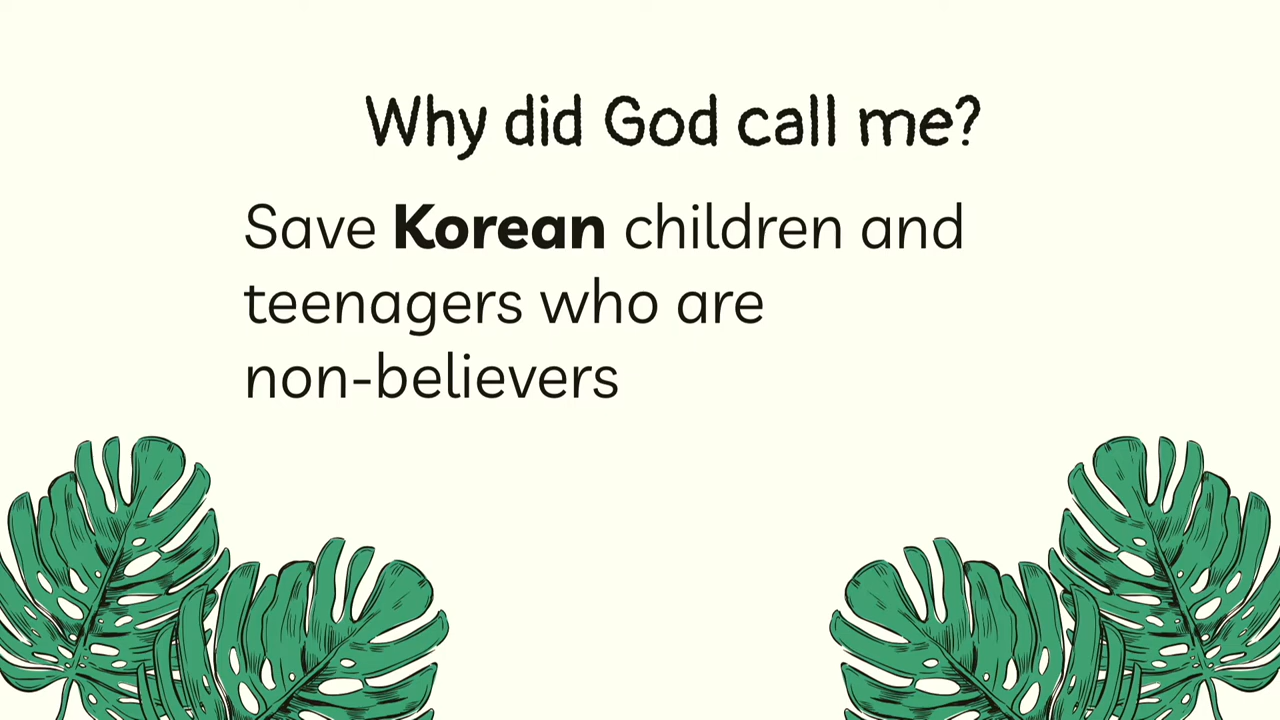 Why did God call me?
Save Korean children and
teenagers who are
non-believers